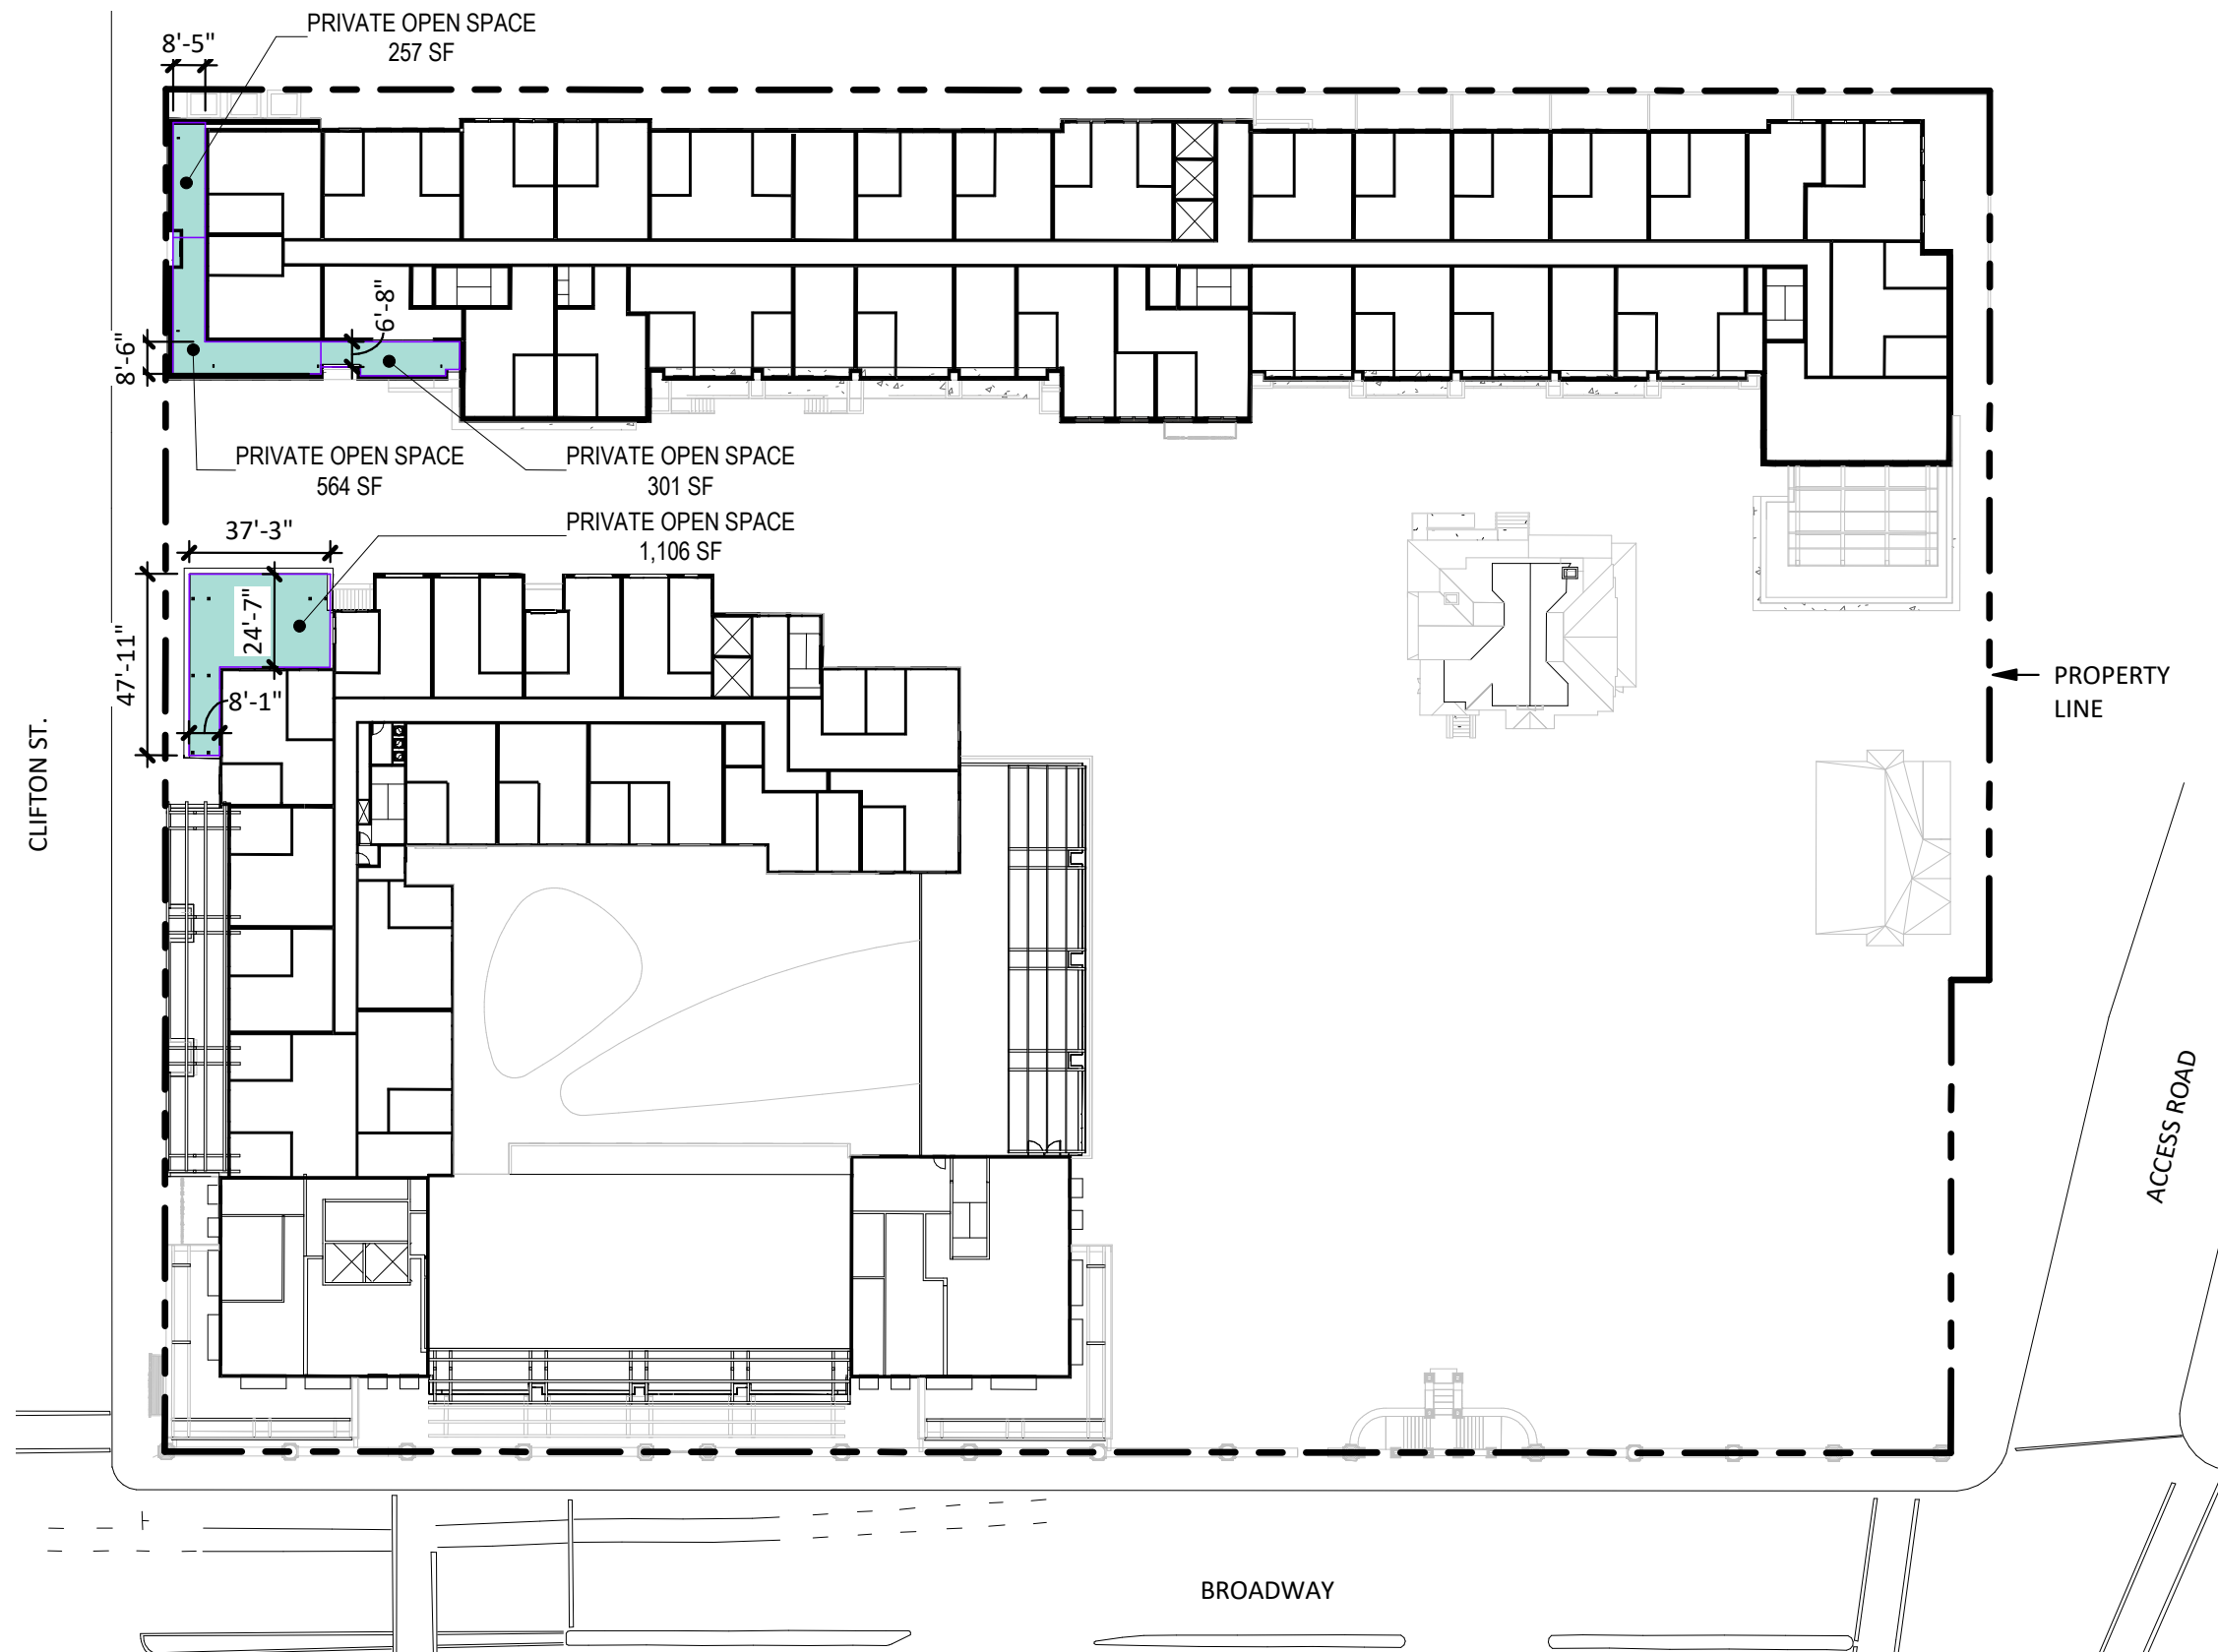 PRIVATE OPEN SPACE
257 SF
8'-5"
6'-8"
8'-6"
PRIVATE OPEN SPACE
564 SF
PRIVATE OPEN SPACE
301 SF
PRIVATE OPEN SPACE
1,106 SF
37'-3"
24'-7"
47'-11"
8'-1"
PROPERTY
LINE
CLIFTON ST.
ACCESS ROAD
BROADWAY